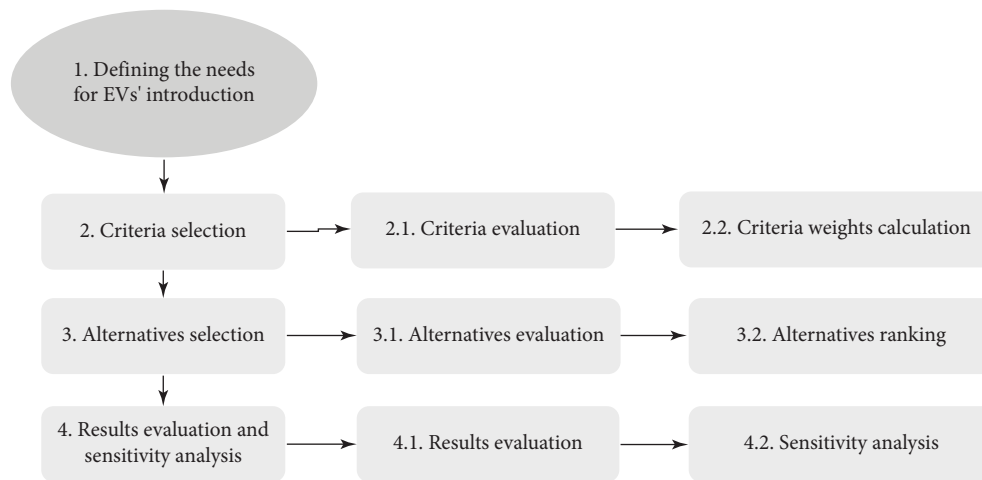 1. Defining the needs
for EVs' introduction
2. Criteria selection
2.1. Criteria evaluation
2.2. Criteria weights calculation
3. Alternatives selection
3.1. Alternatives evaluation
3.2. Alternatives ranking
4. Results evaluation and
sensitivity analysis
4.1. Results evaluation
4.2. Sensitivity analysis